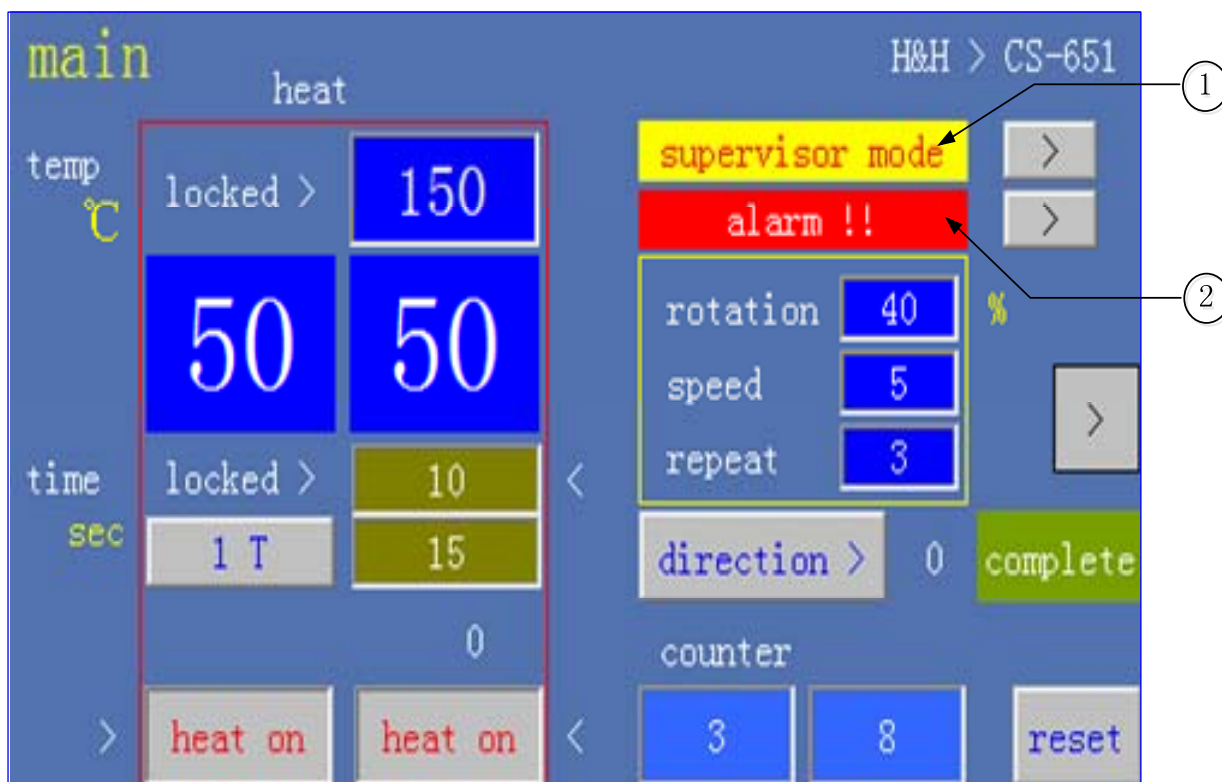 main
H&H > CS-651
heat
temp
℃
locked >
150
50
50
time
sec
locked >
10
<
1 T
15
0
>
heat on
heat on
<
supervisor mode
>
1
alarm !!
>
2
rotation
40
%
speed
5
repeat
3
>
direction >
0
complete
counter
3
8
reset